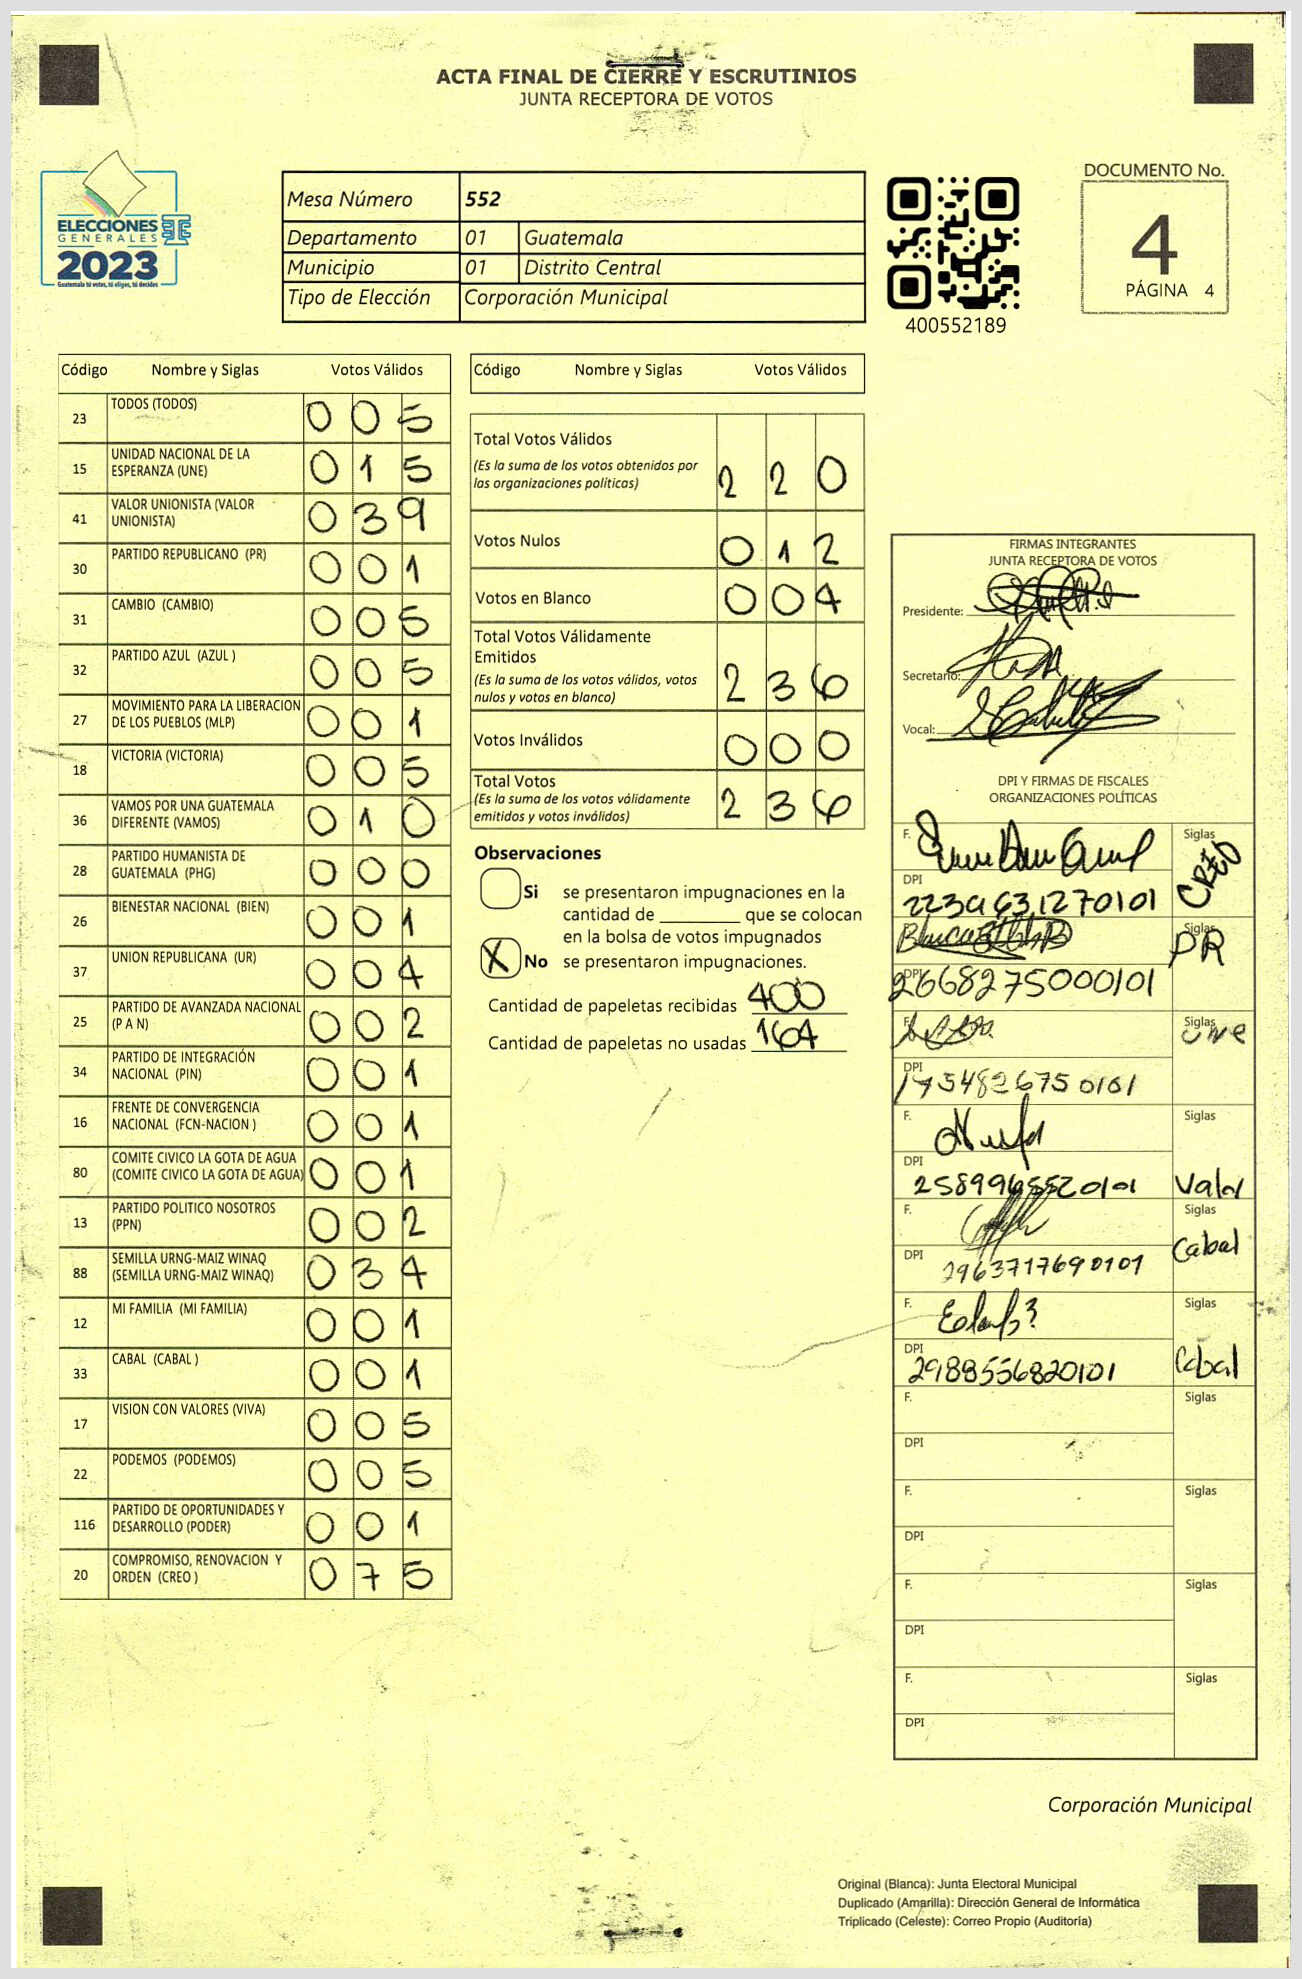 ACTA FINAL DE CIERRE Y ESCRUTINIOS
JUNTA RECEPTORA DE VOTOS
ELECCIONES
GENERALES
2023
Guatemala tú votas, tú eliges, tú decides
Mesa Número 552
Departamento 01 Guatemala
Municipio 01 Distrito Central
Tipo de Elección Corporación Municipal
400552189
DOCUMENTO No.
4
PÁGINA 4
Código Nombre y Siglas Votos Válidos
23 TODOS (TODOS) 0 0 5
15 UNIDAD NACIONAL DE LA ESPERANZA (UNE) 0 1 5
41 VALOR UNIONISTA (VALOR UNIONISTA) 0 3 9
30 PARTIDO REPUBLICANO (PR) 0 0 1
31 CAMBIO (CAMBIO) 0 0 5
32 PARTIDO AZUL (AZUL ) 0 0 5
27 MOVIMIENTO PARA LA LIBERACION DE LOS PUEBLOS (MLP) 0 0 1
18 VICTORIA (VICTORIA) 0 0 5
36 VAMOS POR UNA GUATEMALA DIFERENTE (VAMOS) 0 1 0
28 PARTIDO HUMANISTA DE GUATEMALA (PHG) 0 0 0
26 BIENESTAR NACIONAL (BIEN) 0 0 1
37 UNION REPUBLICANA (UR) 0 0 4
25 PARTIDO DE AVANZADA NACIONAL (P A N) 0 0 2
34 PARTIDO DE INTEGRACIÓN NACIONAL (PIN) 0 0 1
16 FRENTE DE CONVERGENCIA NACIONAL (FCN-NACION ) 0 0 1
80 COMITE CIVICO LA GOTA DE AGUA (COMITE CIVICO LA GOTA DE AGUA) 0 0 1
13 PARTIDO POLITICO NOSOTROS (PPN) 0 0 2
88 SEMILLA URNG-MAIZ WINAQ (SEMILLA URNG-MAIZ WINAQ) 0 3 4
12 MI FAMILIA (MI FAMILIA) 0 0 1
33 CABAL (CABAL ) 0 0 1
17 VISION CON VALORES (VIVA) 0 0 5
22 PODEMOS (PODEMOS) 0 0 5
116 PARTIDO DE OPORTUNIDADES Y DESARROLLO (PODER) 0 0 1
20 COMPROMISO, RENOVACION Y ORDEN (CREO ) 0 7 5
Código Nombre y Siglas Votos Válidos
Total Votos Válidos 2 2 0
(Es la suma de los votos obtenidos por
las organizaciones políticas)
Votos Nulos 0 1 2
Votos en Blanco 0 0 4
Total Votos Válidamente
Emitidos 2 3 6
(Es la suma de los votos válidos, votos
nulos y votos en blanco)
Votos Inválidos 0 0 0
Total Votos 2 3 6
(Es la suma de los votos válidamente
emitidos y votos inválidos)
Observaciones
Si se presentaron impugnaciones en la
cantidad de ________ que se colocan
en la bolsa de votos impugnados
X No se presentaron impugnaciones.
Cantidad de papeletas recibidas 400
Cantidad de papeletas no usadas 164
FIRMAS INTEGRANTES
JUNTA RECEPTORA DE VOTOS
Presidente:
Secretario:
Vocal:
DPI Y FIRMAS DE FISCALES
ORGANIZACIONES POLÍTICAS
F. Siglas CREO
DPI 2239631270101
Siglas PR
DPI 2668275000101
F. Siglas une
DPI 1754826750101
F. Siglas Valor
DPI 2589965520101
F. Siglas Cabal
DPI 2963717690101
F. Siglas Cabal
DPI 2988556820101
F. Siglas
DPI
F. Siglas
DPI
F. Siglas
DPI
F. Siglas
DPI
Corporación Municipal
Original (Blanca): Junta Electoral Municipal
Duplicado (Amarilla): Dirección General de Informática
Triplicado (Celeste): Correo Propio (Auditoría)